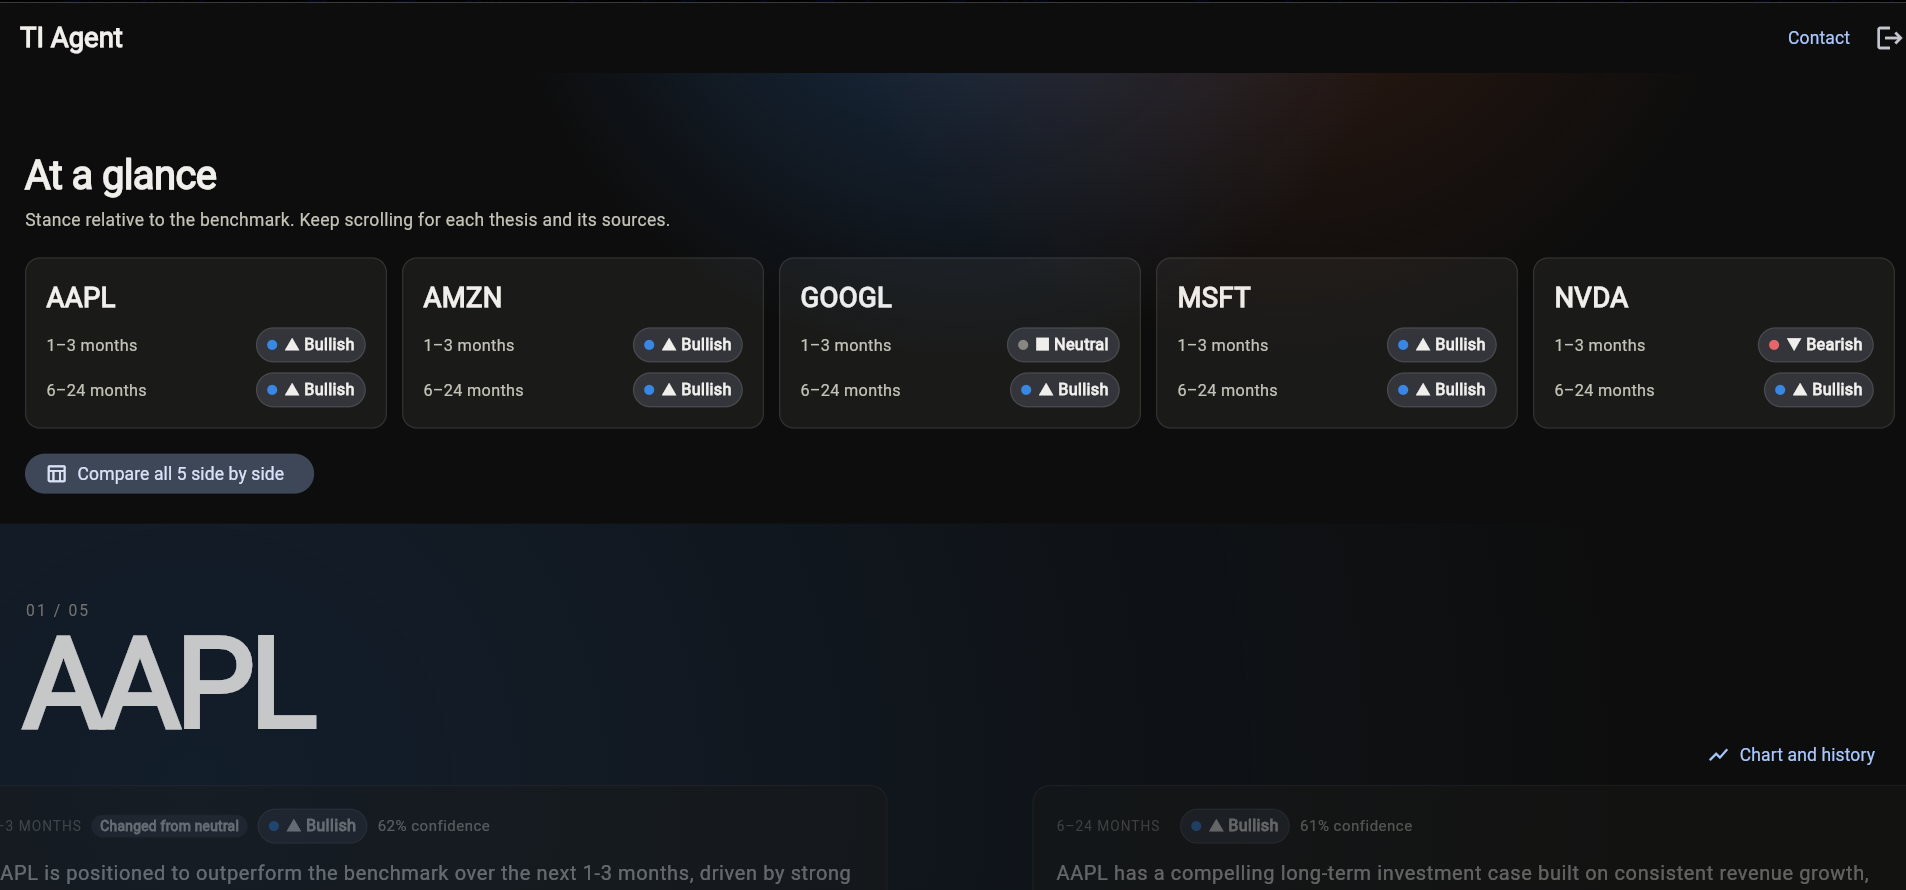 TI Agent
Contact
At a glance
Stance relative to the benchmark. Keep scrolling for each thesis and its sources.
AAPL
1–3 months
▲ Bullish
6–24 months
▲ Bullish
AMZN
1–3 months
▲ Bullish
6–24 months
▲ Bullish
GOOGL
1–3 months
■ Neutral
6–24 months
▲ Bullish
MSFT
1–3 months
▲ Bullish
6–24 months
▲ Bullish
NVDA
1–3 months
▼ Bearish
6–24 months
▲ Bullish
Compare all 5 side by side
01 / 05
AAPL
Chart and history
–3 MONTHS Changed from neutral ▲ Bullish 62% confidence
APL is positioned to outperform the benchmark over the next 1-3 months, driven by strong
6–24 MONTHS ▲ Bullish 61% confidence
AAPL has a compelling long-term investment case built on consistent revenue growth,